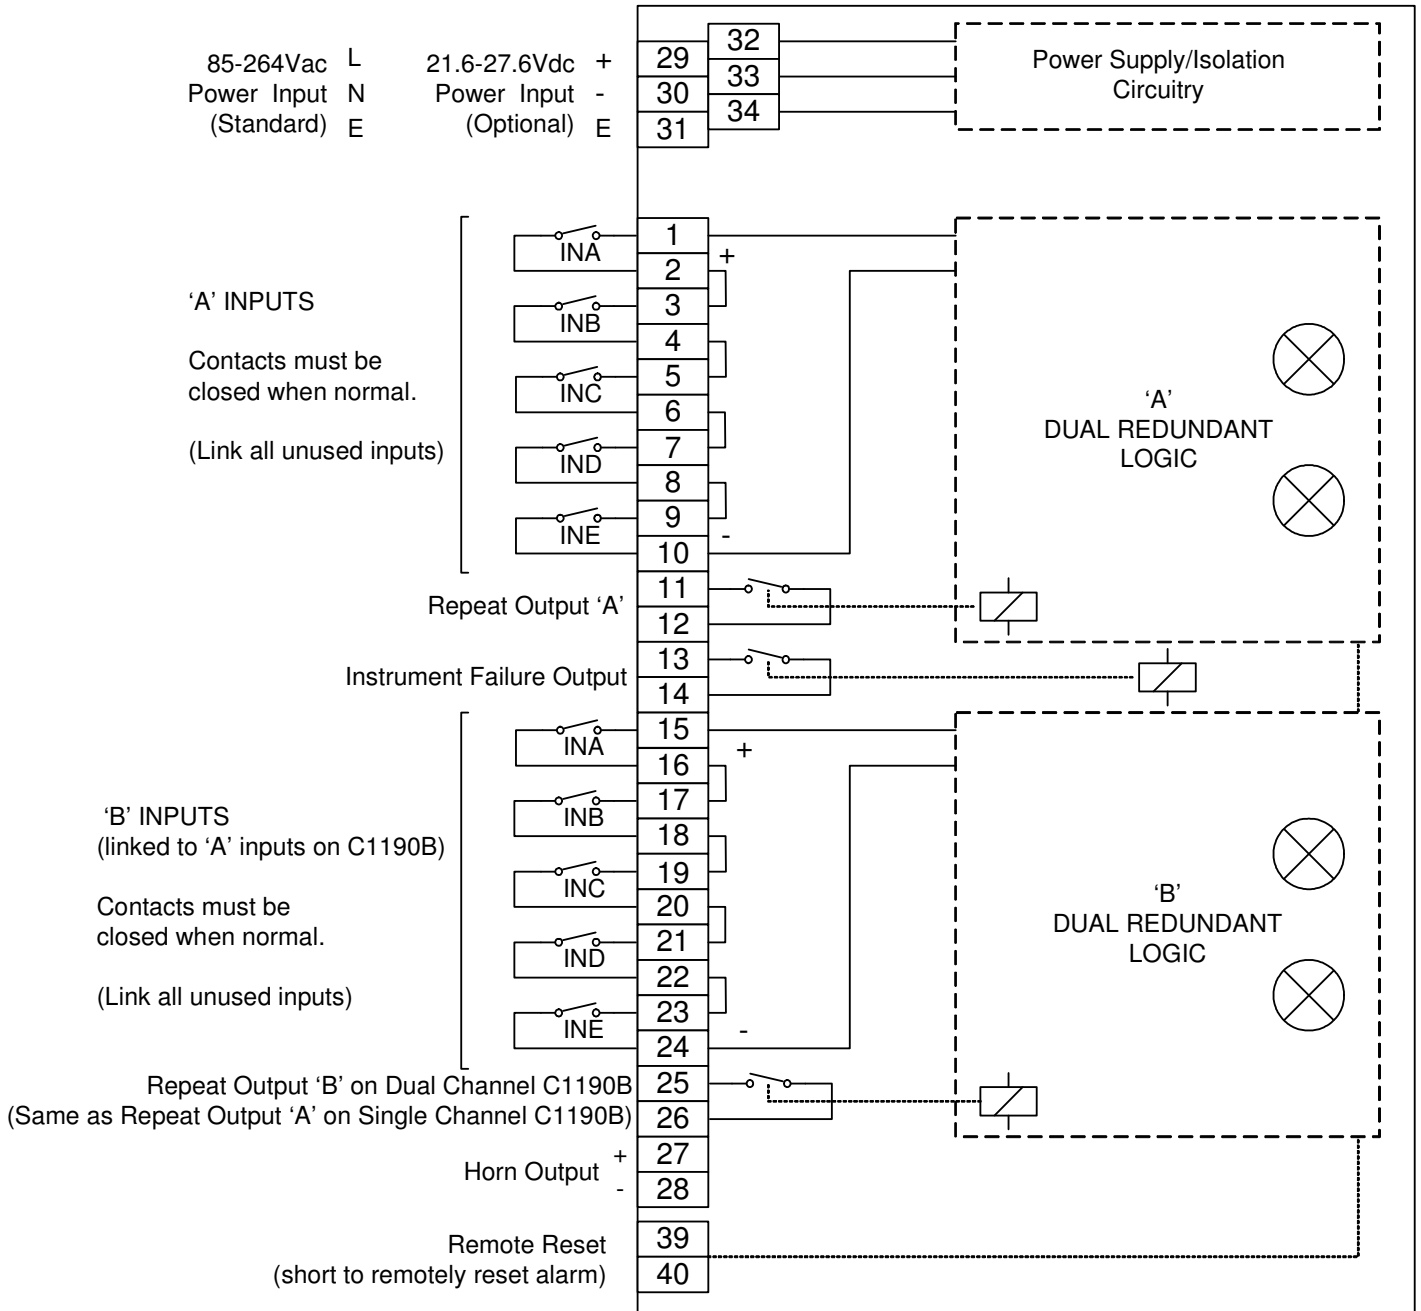 85-264Vac L
Power Input N
(Standard) E
21.6-27.6Vdc +
Power Input -
(Optional) E
29
30
31
32
33
34
Power Supply/Isolation
Circuitry
'A' INPUTS
Contacts must be
closed when normal.
(Link all unused inputs)
INA
INB
INC
IND
INE
1
2
3
4
5
6
7
8
9
10
+
-
'A'
DUAL REDUNDANT
LOGIC
Repeat Output 'A'
11
12
Instrument Failure Output
13
14
'B' INPUTS
(linked to 'A' inputs on C1190B)
Contacts must be
closed when normal.
(Link all unused inputs)
INA
INB
INC
IND
INE
15
16
17
18
19
20
21
22
23
24
+
-
'B'
DUAL REDUNDANT
LOGIC
Repeat Output 'B' on Dual Channel C1190B
(Same as Repeat Output 'A' on Single Channel C1190B)
25
26
Horn Output
+
-
27
28
Remote Reset
(short to remotely reset alarm)
39
40